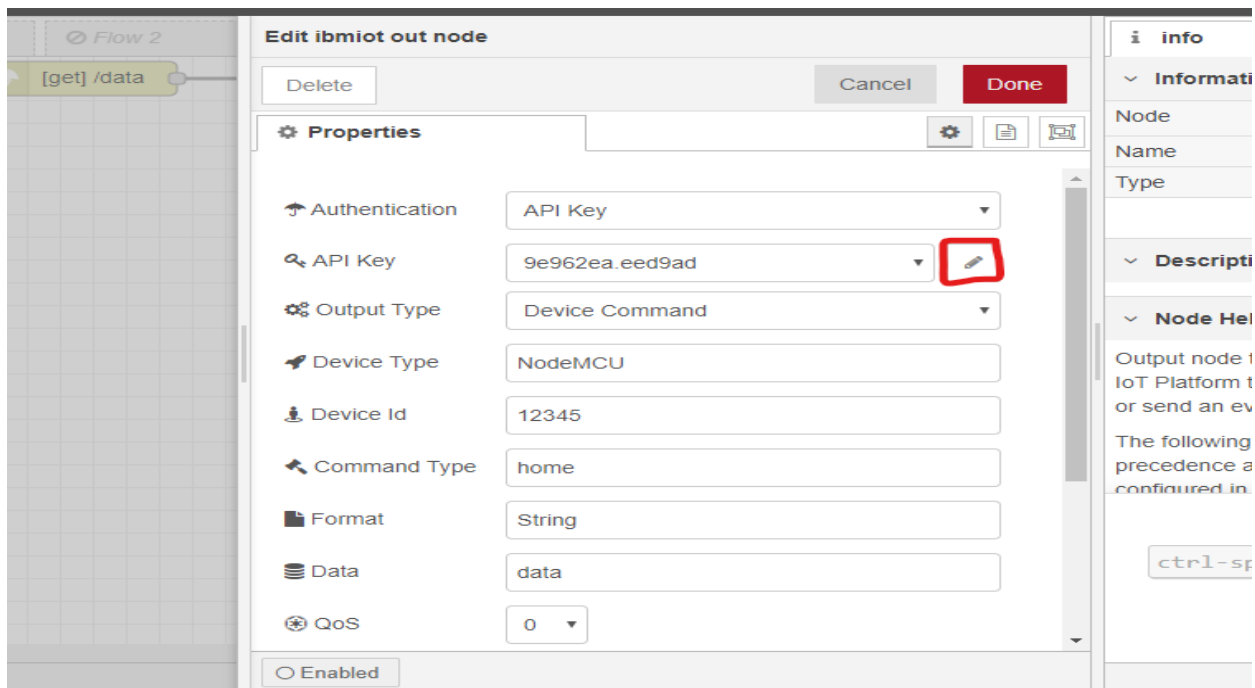 Flow 2
[get] /data
Edit ibmiot out node
Delete
Cancel
Done
Properties
Authentication
API Key
API Key
9e962ea.eed9ad
Output Type
Device Command
Device Type
NodeMCU
Device Id
12345
Command Type
home
Format
String
Data
data
QoS
0
Enabled
i info
Informati
Node
Name
Type
Descripti
Node Hel
Output node t
IoT Platform t
or send an ev
The following
precedence a
configured in
ctrl-sp